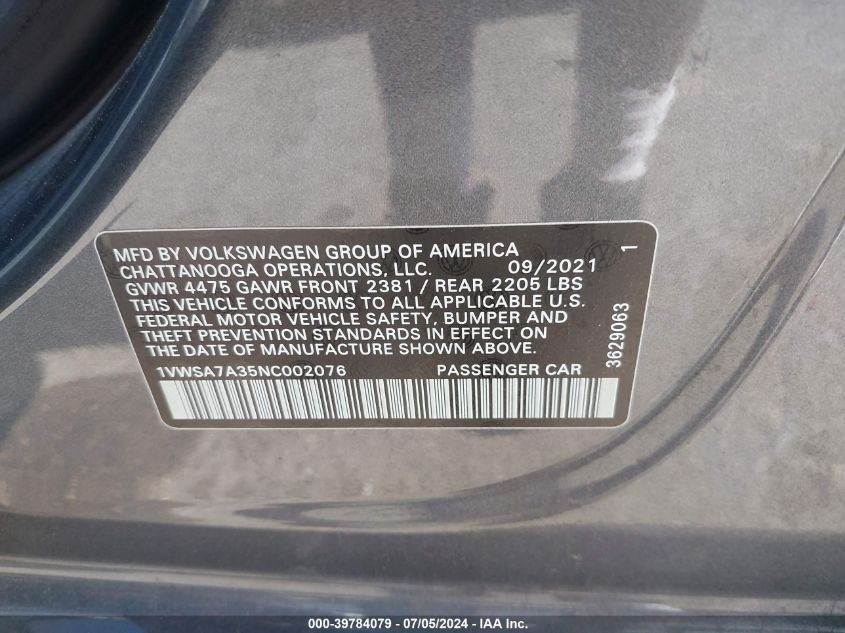 MFD BY VOLKSWAGEN GROUP OF AMERICA
CHATTANOOGA OPERATIONS, LLC. 09/2021 1
GVWR 4475 GAWR FRONT 2381 / REAR 2205 LBS
THIS VEHICLE CONFORMS TO ALL APPLICABLE U.S.
FEDERAL MOTOR VEHICLE SAFETY, BUMPER AND
THEFT PREVENTION STANDARDS IN EFFECT ON
THE DATE OF MANUFACTURE SHOWN ABOVE.
1VWSA7A35NC002076 PASSENGER CAR
3629063
000-39784079 - 07/05/2024 - IAA Inc.